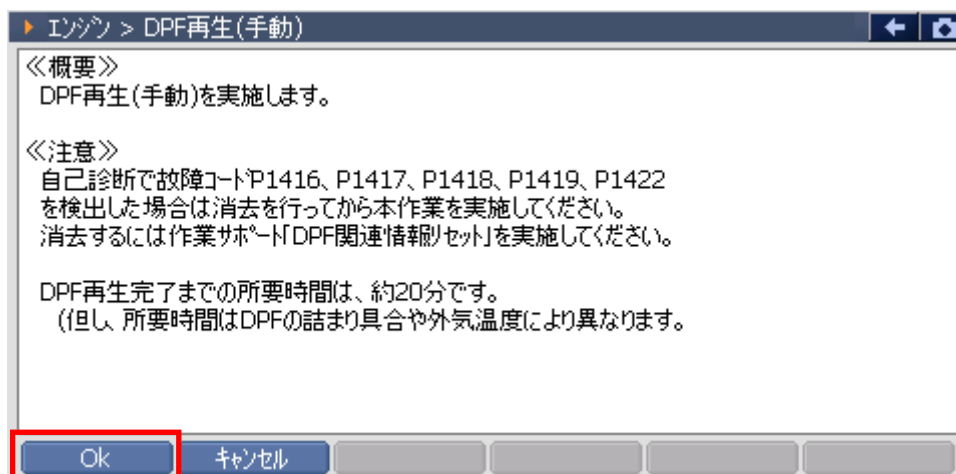 エンジン > DPF再生(手動)
≪概要≫
DPF再生(手動)を実施します。
≪注意≫
自己診断で故障コードP1416、P1417、P1418、P1419、P1422
を検出した場合は消去を行ってから本作業を実施してください。
消去するには作業サポート「DPF関連情報リセット」を実施してください。
DPF再生完了までの所要時間は、約20分です。
(但し、所要時間はDPFの詰まり具合や外気温度により異なります。
Ok キャンセル